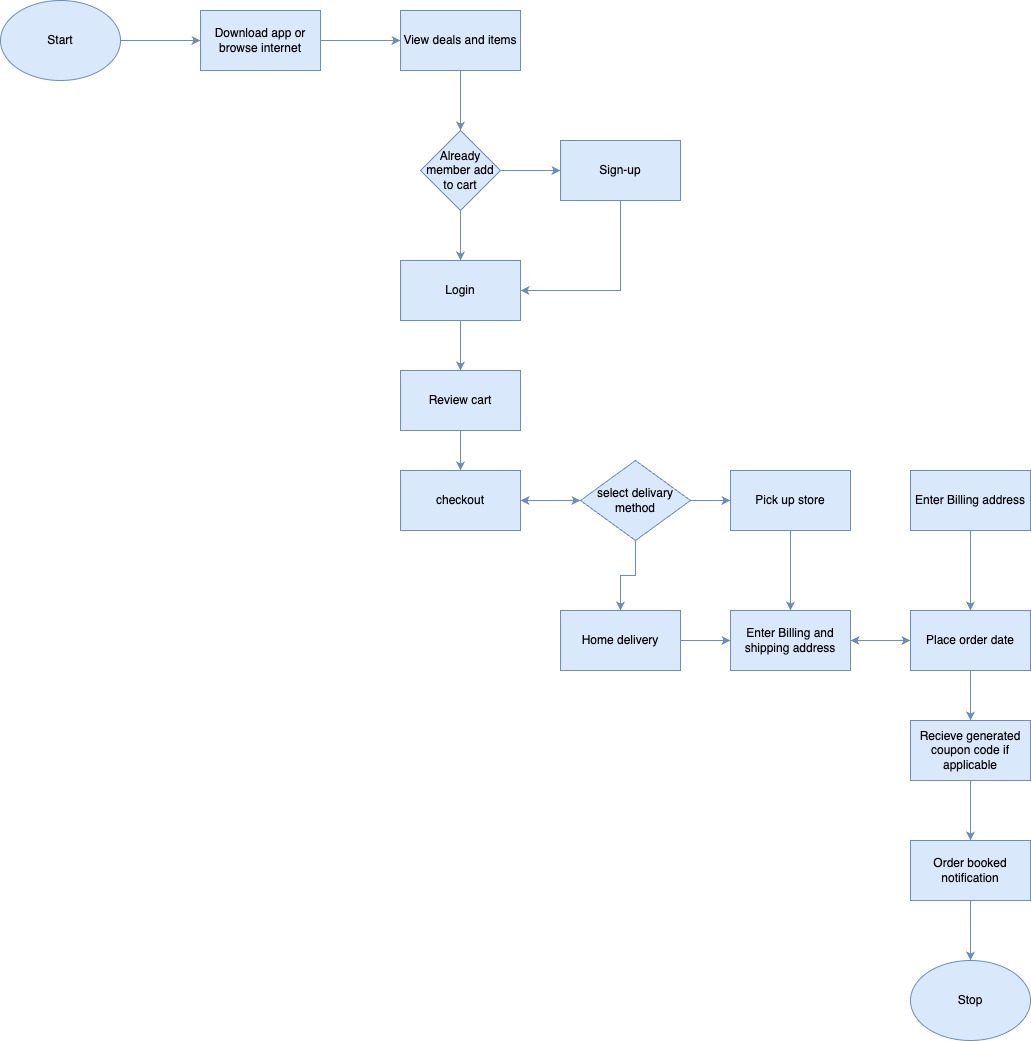 Start
Download app or
browse internet
View deals and items
Already
member add
to cart
Sign-up
Login
Review cart
checkout
select delivary
method
Pick up store
Enter Billing address
Home delivery
Enter Billing and
shipping address
Place order date
Recieve generated
coupon code if
applicable
Order booked
notification
Stop